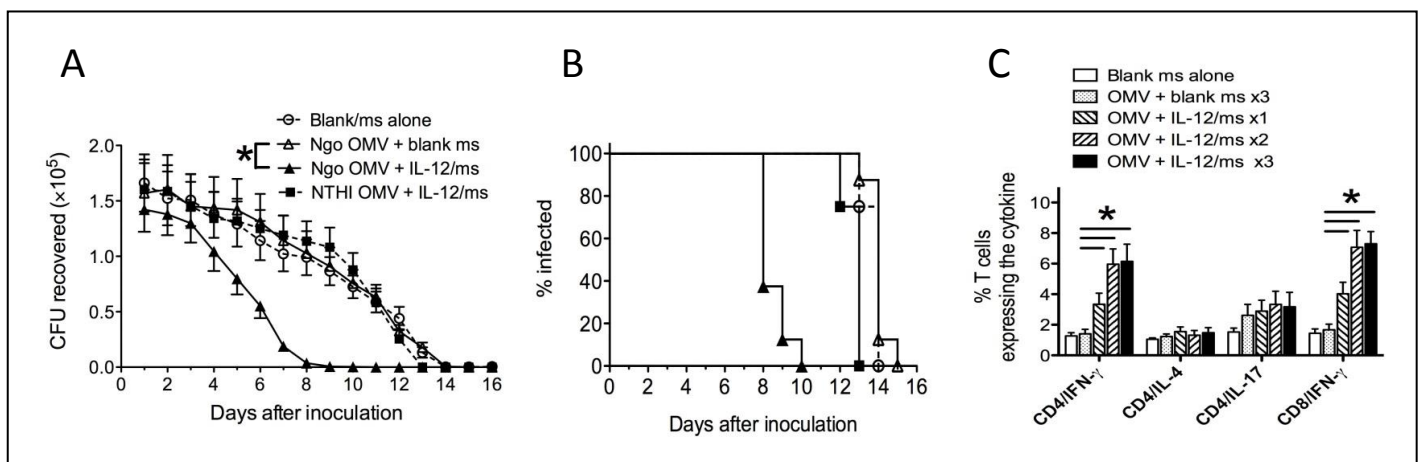 A
Blank/ms alone
Ngo OMV + blank ms
Ngo OMV + IL-12/ms
NTHI OMV + IL-12/ms
*
CFU recovered (×10⁵)
2.0
1.5
1.0
0.5
0.0
0 2 4 6 8 10 12 14 16
Days after inoculation
B
% infected
100
80
60
40
20
0
0 2 4 6 8 10 12 14 16
Days after inoculation
C
Blank ms alone
OMV + blank ms x3
OMV + IL-12/ms x1
OMV + IL-12/ms x2
OMV + IL-12/ms x3
% T cells
expressing the cytokine
10
8
6
4
2
0
*
*
CD4/IFN-γ
CD4/IL-4
CD4/IL-17
CD8/IFN-γ